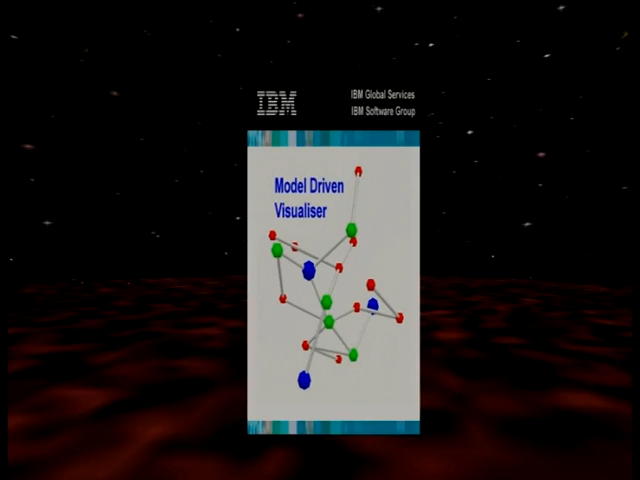 IBM
IBM Global Services
IBM Software Group
Model Driven
Visualiser